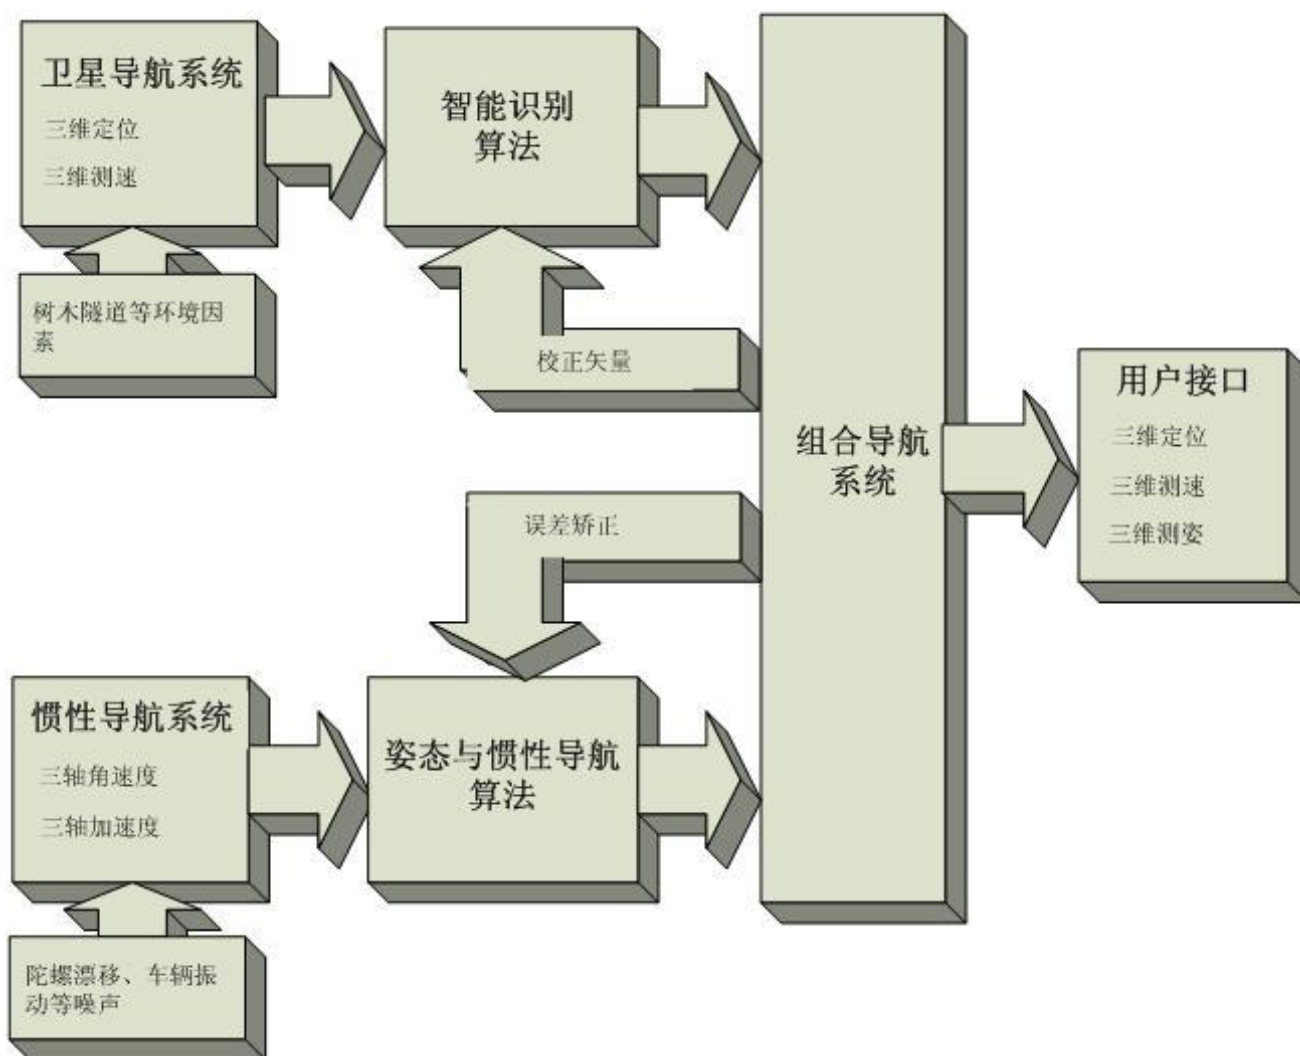 卫星导航系统
三维定位
三维测速
智能识别
算法
树木隧道等环境因
素
校正矢量
组合导航
系统
用户接口
三维定位
三维测速
三维测姿
误差矫正
惯性导航系统
三轴角速度
三轴加速度
姿态与惯性导航
算法
陀螺漂移、车辆振
动等噪声